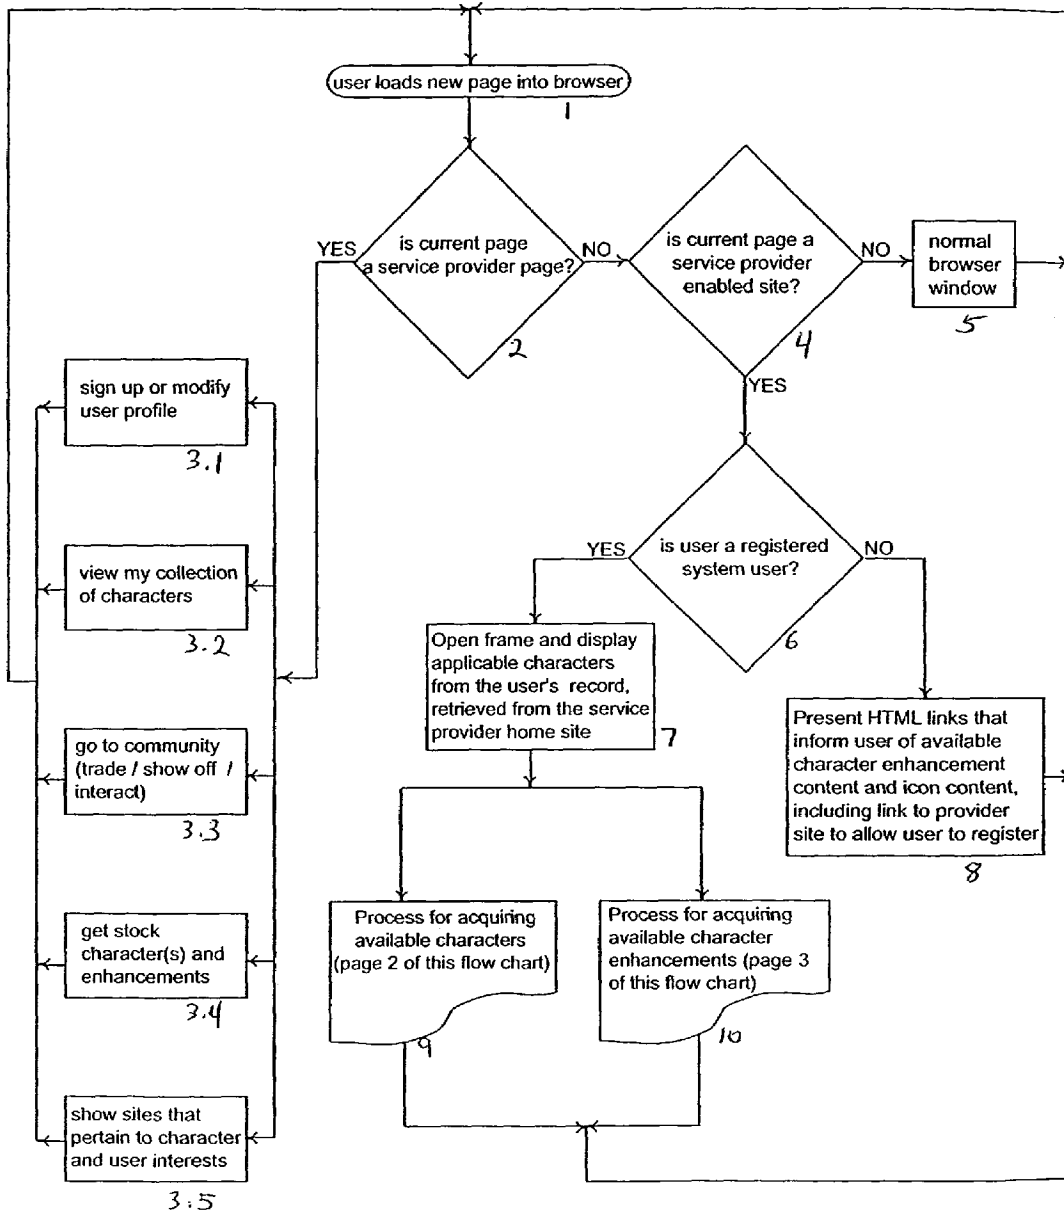 user loads new page into browser
1
YES
is current page
a service provider page?
NO
2
is current page a
service provider
enabled site?
NO
4
YES
normal
browser
window
5
sign up or modify
user profile
3.1
view my collection
of characters
3.2
go to community
(trade / show off /
interact)
3.3
get stock
character(s) and
enhancements
3.4
show sites that
pertain to character
and user interests
3.5
YES
is user a registered
system user?
NO
6
Open frame and display
applicable characters
from the user's record,
retrieved from the service
provider home site
7
Present HTML links that
inform user of available
character enhancement
content and icon content,
including link to provider
site to allow user to register
8
Process for acquiring
available characters
(page 2 of this flow chart)
9
Process for acquiring
available character
enhancements (page 3
of this flow chart)
10